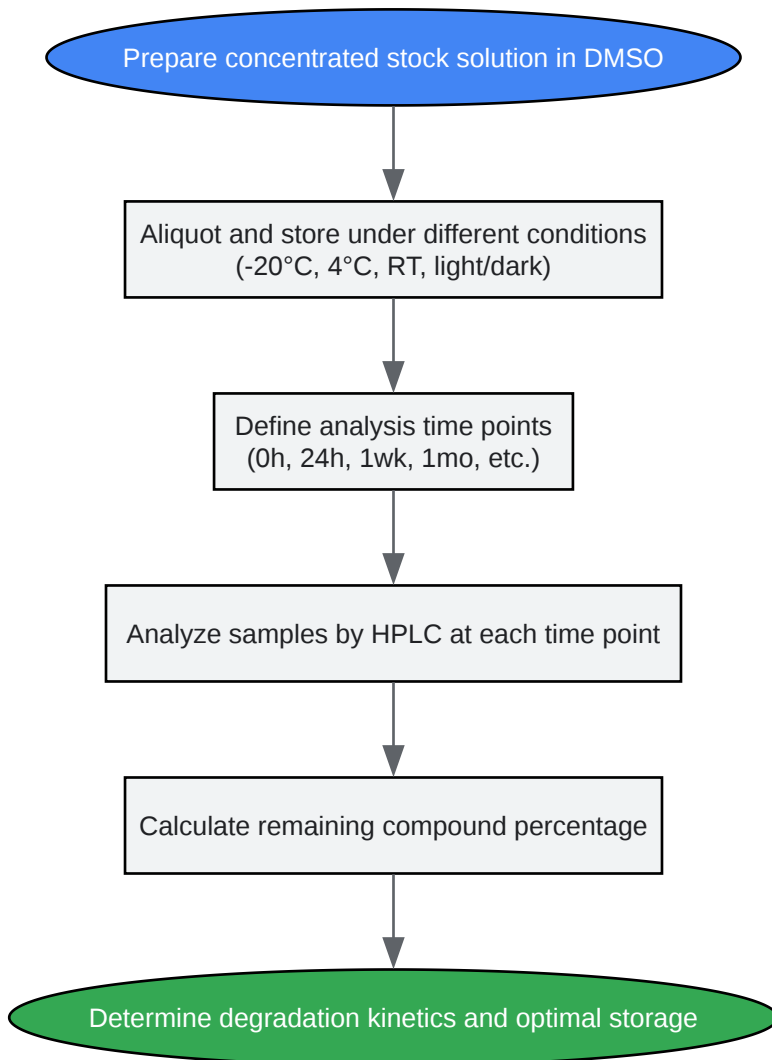 Prepare concentrated stock solution in DMSO
Aliquot and store under different conditions
(-20°C, 4°C, RT, light/dark)
Define analysis time points
(0h, 24h, 1wk, 1mo, etc.)
Analyze samples by HPLC at each time point
Calculate remaining compound percentage
Determine degradation kinetics and optimal storage